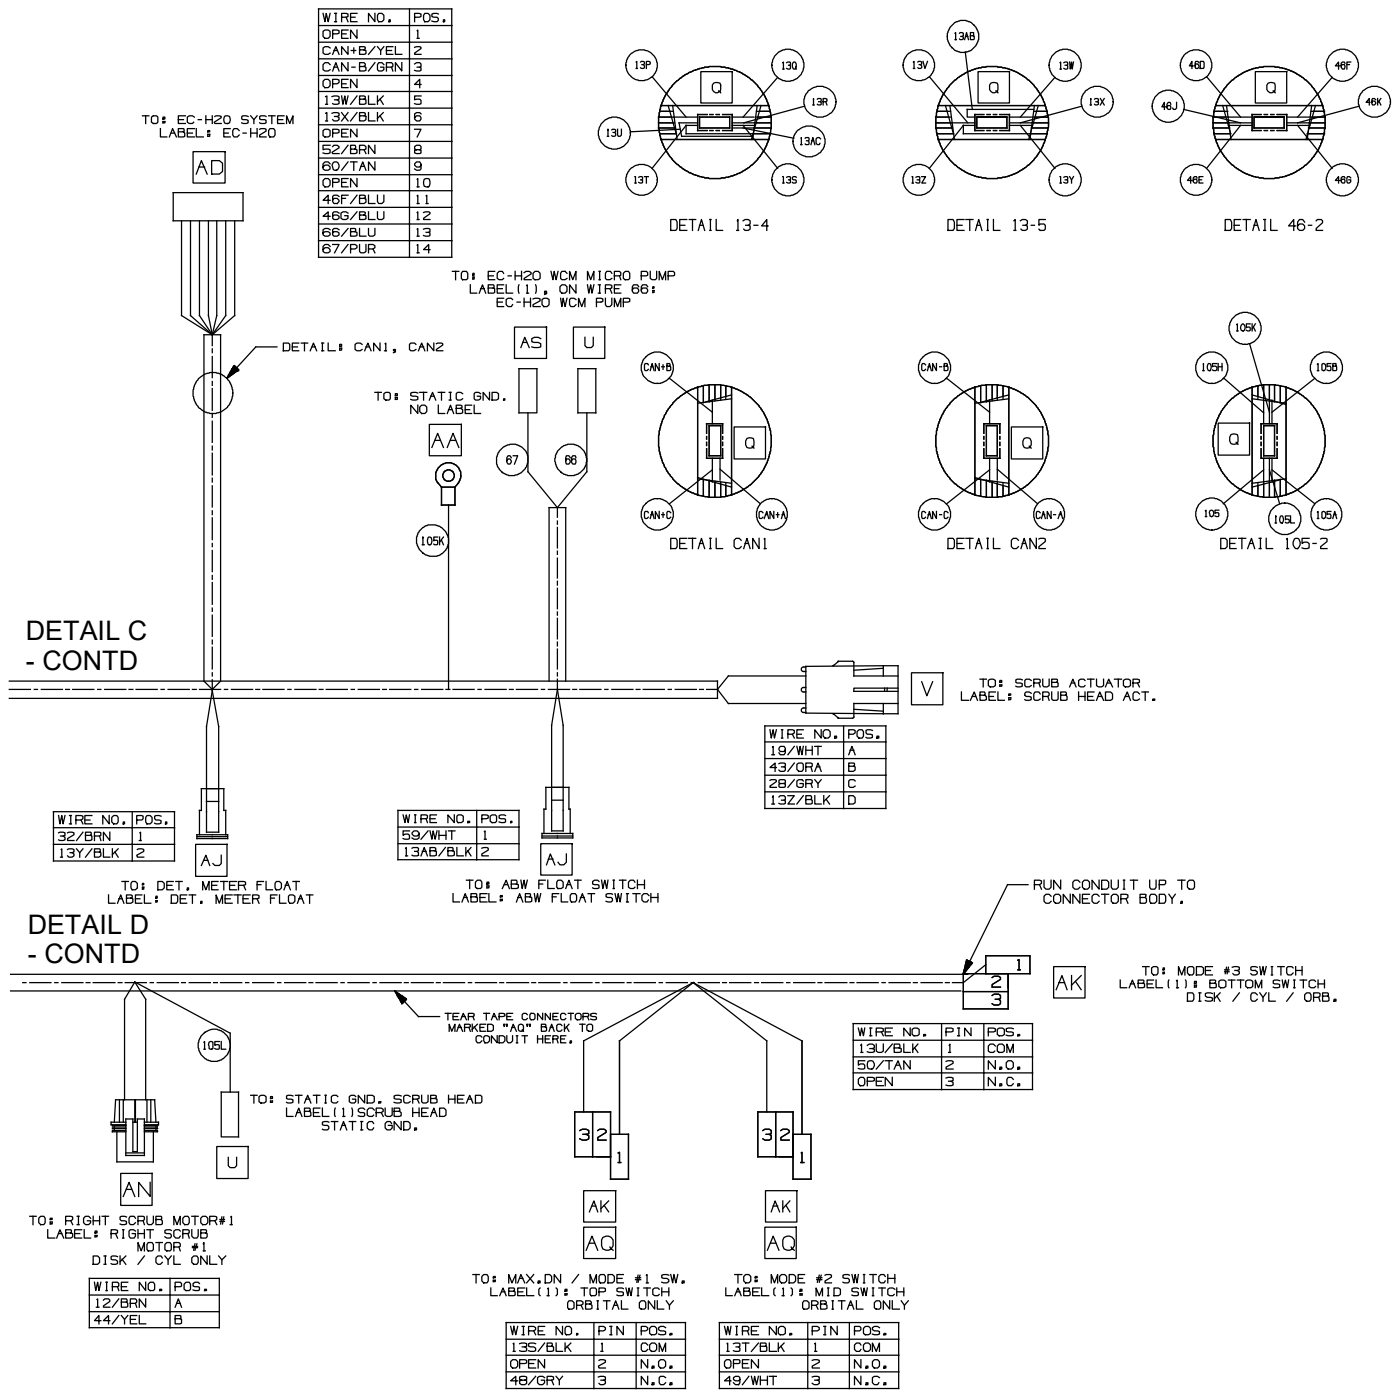 WIRE NO. POS.
OPEN 1
CAN+B/YEL 2
CAN-B/GRN 3
OPEN 4
13W/BLK 5
13X/BLK 6
OPEN 7
52/BRN 8
60/TAN 9
OPEN 10
46F/BLU 11
46G/BLU 12
66/BLU 13
67/PUR 14
TO: EC-H2O SYSTEM
LABEL: EC-H2O
AD
DETAIL: CAN1, CAN2
13P
13Q
Q
13R
13U
13AC
13T
13S
DETAIL 13-4
13AB
13V
13W
Q
13X
13Z
13Y
DETAIL 13-5
46D
46F
Q
46J
46K
46E
46G
DETAIL 46-2
TO: EC-H2O WCM MICRO PUMP
LABEL(1), ON WIRE 66:
EC-H2O WCM PUMP
AS
U
67
66
TO: STATIC GND.
NO LABEL
AA
105K
CAN+B
Q
CAN+C
CAN+A
DETAIL CAN1
CAN-B
Q
CAN-C
CAN-A
DETAIL CAN2
105K
105H
105B
Q
105
105L
105A
DETAIL 105-2
DETAIL C
- CONTD
V
TO: SCRUB ACTUATOR
LABEL: SCRUB HEAD ACT.
WIRE NO. POS.
19/WHT A
43/ORA B
28/GRY C
13Z/BLK D
WIRE NO. POS.
32/BRN 1
13Y/BLK 2
AJ
TO: DET. METER FLOAT
LABEL: DET. METER FLOAT
WIRE NO. POS.
59/WHT 1
13AB/BLK 2
AJ
TO: ABW FLOAT SWITCH
LABEL: ABW FLOAT SWITCH
DETAIL D
- CONTD
RUN CONDUIT UP TO
CONNECTOR BODY.
1
2
3
AK
TO: MODE #3 SWITCH
LABEL(1): BOTTOM SWITCH
DISK / CYL / ORB.
WIRE NO. PIN POS.
13U/BLK 1 COM
50/TAN 2 N.O.
OPEN 3 N.C.
TEAR TAPE CONNECTORS
MARKED "AQ" BACK TO
CONDUIT HERE.
105L
TO: STATIC GND. SCRUB HEAD
LABEL(1)SCRUB HEAD
STATIC GND.
U
AN
TO: RIGHT SCRUB MOTOR#1
LABEL: RIGHT SCRUB
MOTOR #1
DISK / CYL ONLY
WIRE NO. POS.
12/BRN A
44/YEL B
3 2
1
AK
AQ
TO: MAX.DN / MODE #1 SW.
LABEL(1): TOP SWITCH
ORBITAL ONLY
WIRE NO. PIN POS.
13S/BLK 1 COM
OPEN 2 N.O.
48/GRY 3 N.C.
3 2
1
AK
AQ
TO: MODE #2 SWITCH
LABEL(1): MID SWITCH
ORBITAL ONLY
WIRE NO. PIN POS.
13T/BLK 1 COM
OPEN 2 N.O.
49/WHT 3 N.C.